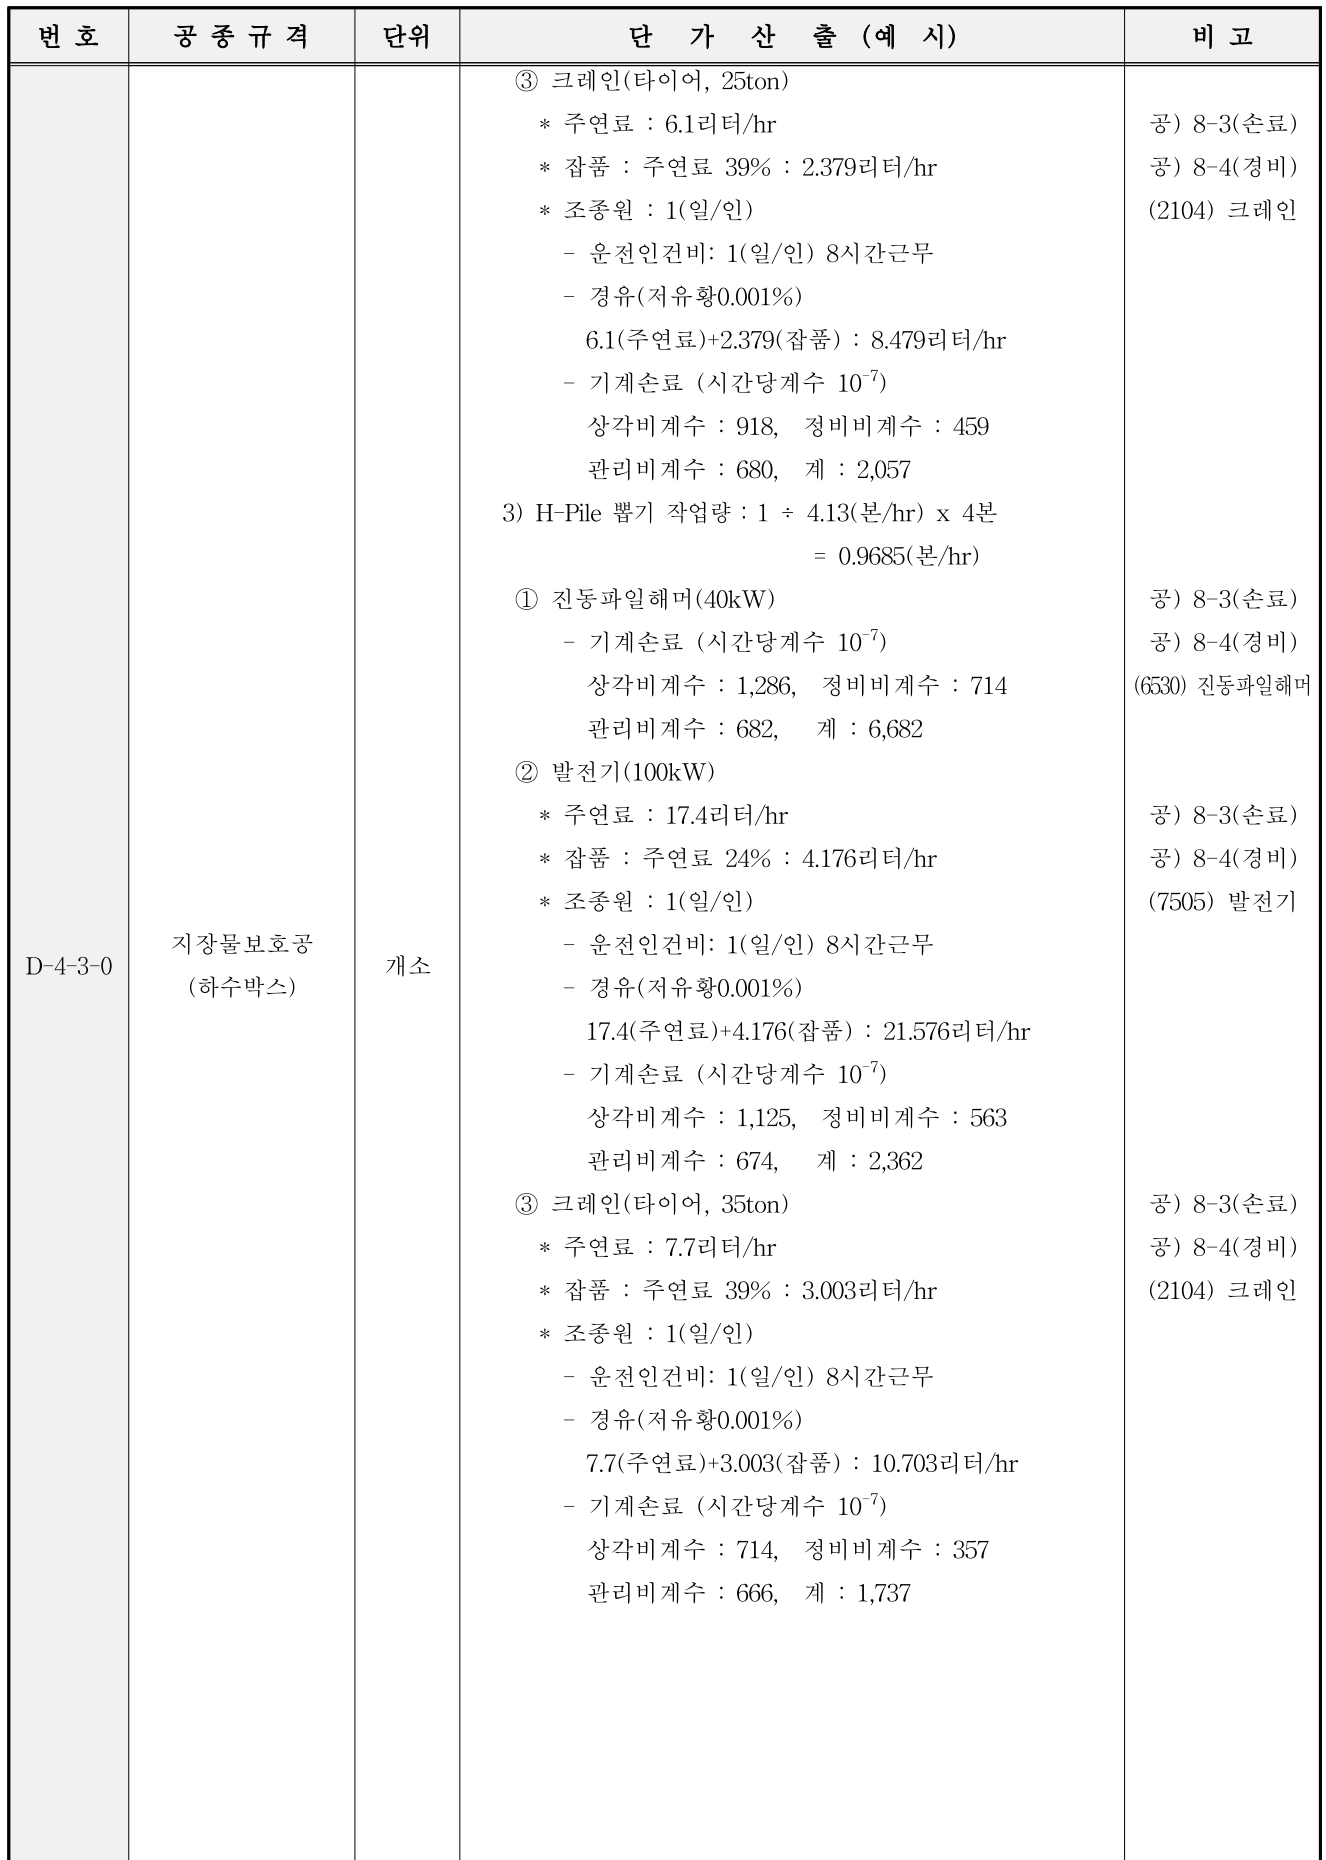 번 호 공 종 규 격 단위 단 가 산 출 (예 시) 비 고
③ 크레인(타이어, 25ton)
* 주연료 : 6.1리터/hr 공) 8-3(손료)
* 잡품 : 주연료 39% : 2.379리터/hr 공) 8-4(경비)
* 조종원 : 1(일/인) (2104) 크레인
- 운전인건비: 1(일/인) 8시간근무
- 경유(저유황0.001%)
6.1(주연료)+2.379(잡품) : 8.479리터/hr
- 기계손료 (시간당계수 10⁻⁷)
상각비계수 : 918, 정비비계수 : 459
관리비계수 : 680, 계 : 2,057
3) H-Pile 뽑기 작업량 : 1 ÷ 4.13(본/hr) x 4본
= 0.9685(본/hr)
① 진동파일해머(40kW) 공) 8-3(손료)
- 기계손료 (시간당계수 10⁻⁷) 공) 8-4(경비)
상각비계수 : 1,286, 정비비계수 : 714 (6530) 진동파일해머
관리비계수 : 682, 계 : 6,682
② 발전기(100kW)
* 주연료 : 17.4리터/hr 공) 8-3(손료)
* 잡품 : 주연료 24% : 4.176리터/hr 공) 8-4(경비)
* 조종원 : 1(일/인) (7505) 발전기
지장물보호공 - 운전인건비: 1(일/인) 8시간근무
D-4-3-0 개소
(하수박스) - 경유(저유황0.001%)
17.4(주연료)+4.176(잡품) : 21.576리터/hr
- 기계손료 (시간당계수 10⁻⁷)
상각비계수 : 1,125, 정비비계수 : 563
관리비계수 : 674, 계 : 2,362
③ 크레인(타이어, 35ton) 공) 8-3(손료)
* 주연료 : 7.7리터/hr 공) 8-4(경비)
* 잡품 : 주연료 39% : 3.003리터/hr (2104) 크레인
* 조종원 : 1(일/인)
- 운전인건비: 1(일/인) 8시간근무
- 경유(저유황0.001%)
7.7(주연료)+3.003(잡품) : 10.703리터/hr
- 기계손료 (시간당계수 10⁻⁷)
상각비계수 : 714, 정비비계수 : 357
관리비계수 : 666, 계 : 1,737